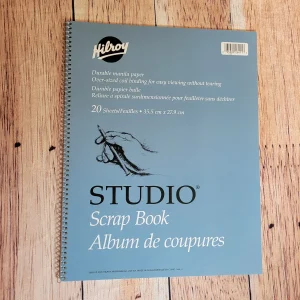 Hilroy
Durable manila paper
Over-sized coil binding for easy viewing without tearing
Durable papier bulle
Reliure à spirale surdimensionnée pour feuilleter sans déchirer
20 Sheets/Feuilles • 35.5 cm x 27.9 cm
STUDIO
Scrap Book
Album de coupures